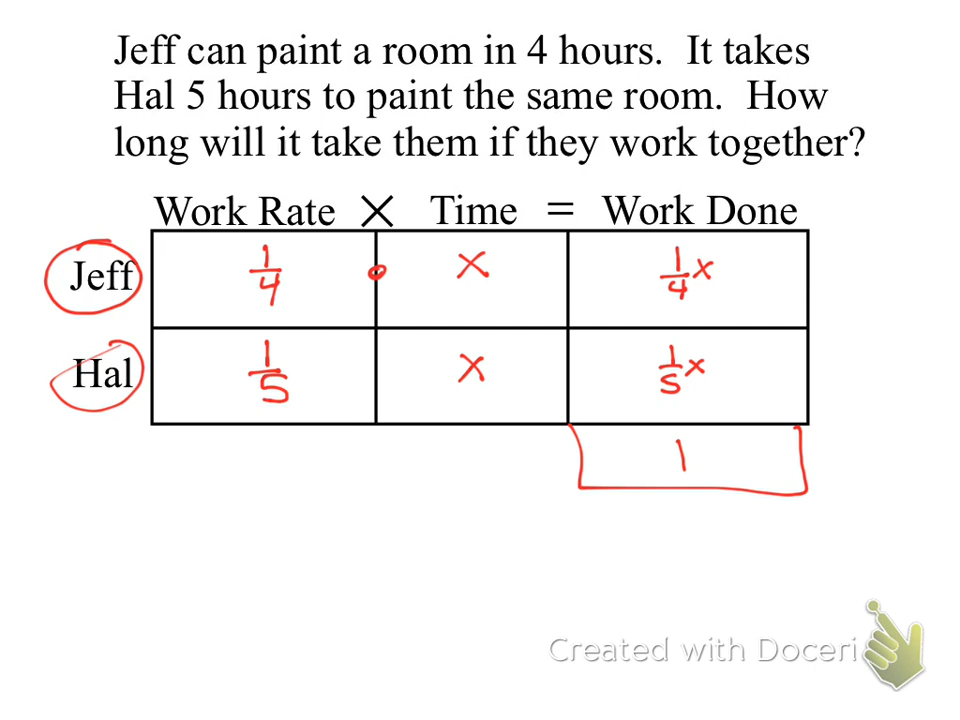 Jeff can paint a room in 4 hours. It takes
Hal 5 hours to paint the same room. How
long will it take them if they work together?
Work Rate × Time = Work Done
Jeff 1/4 • x 1/4 x
Hal 1/5 x 1/5 x
1
Created with Doceri